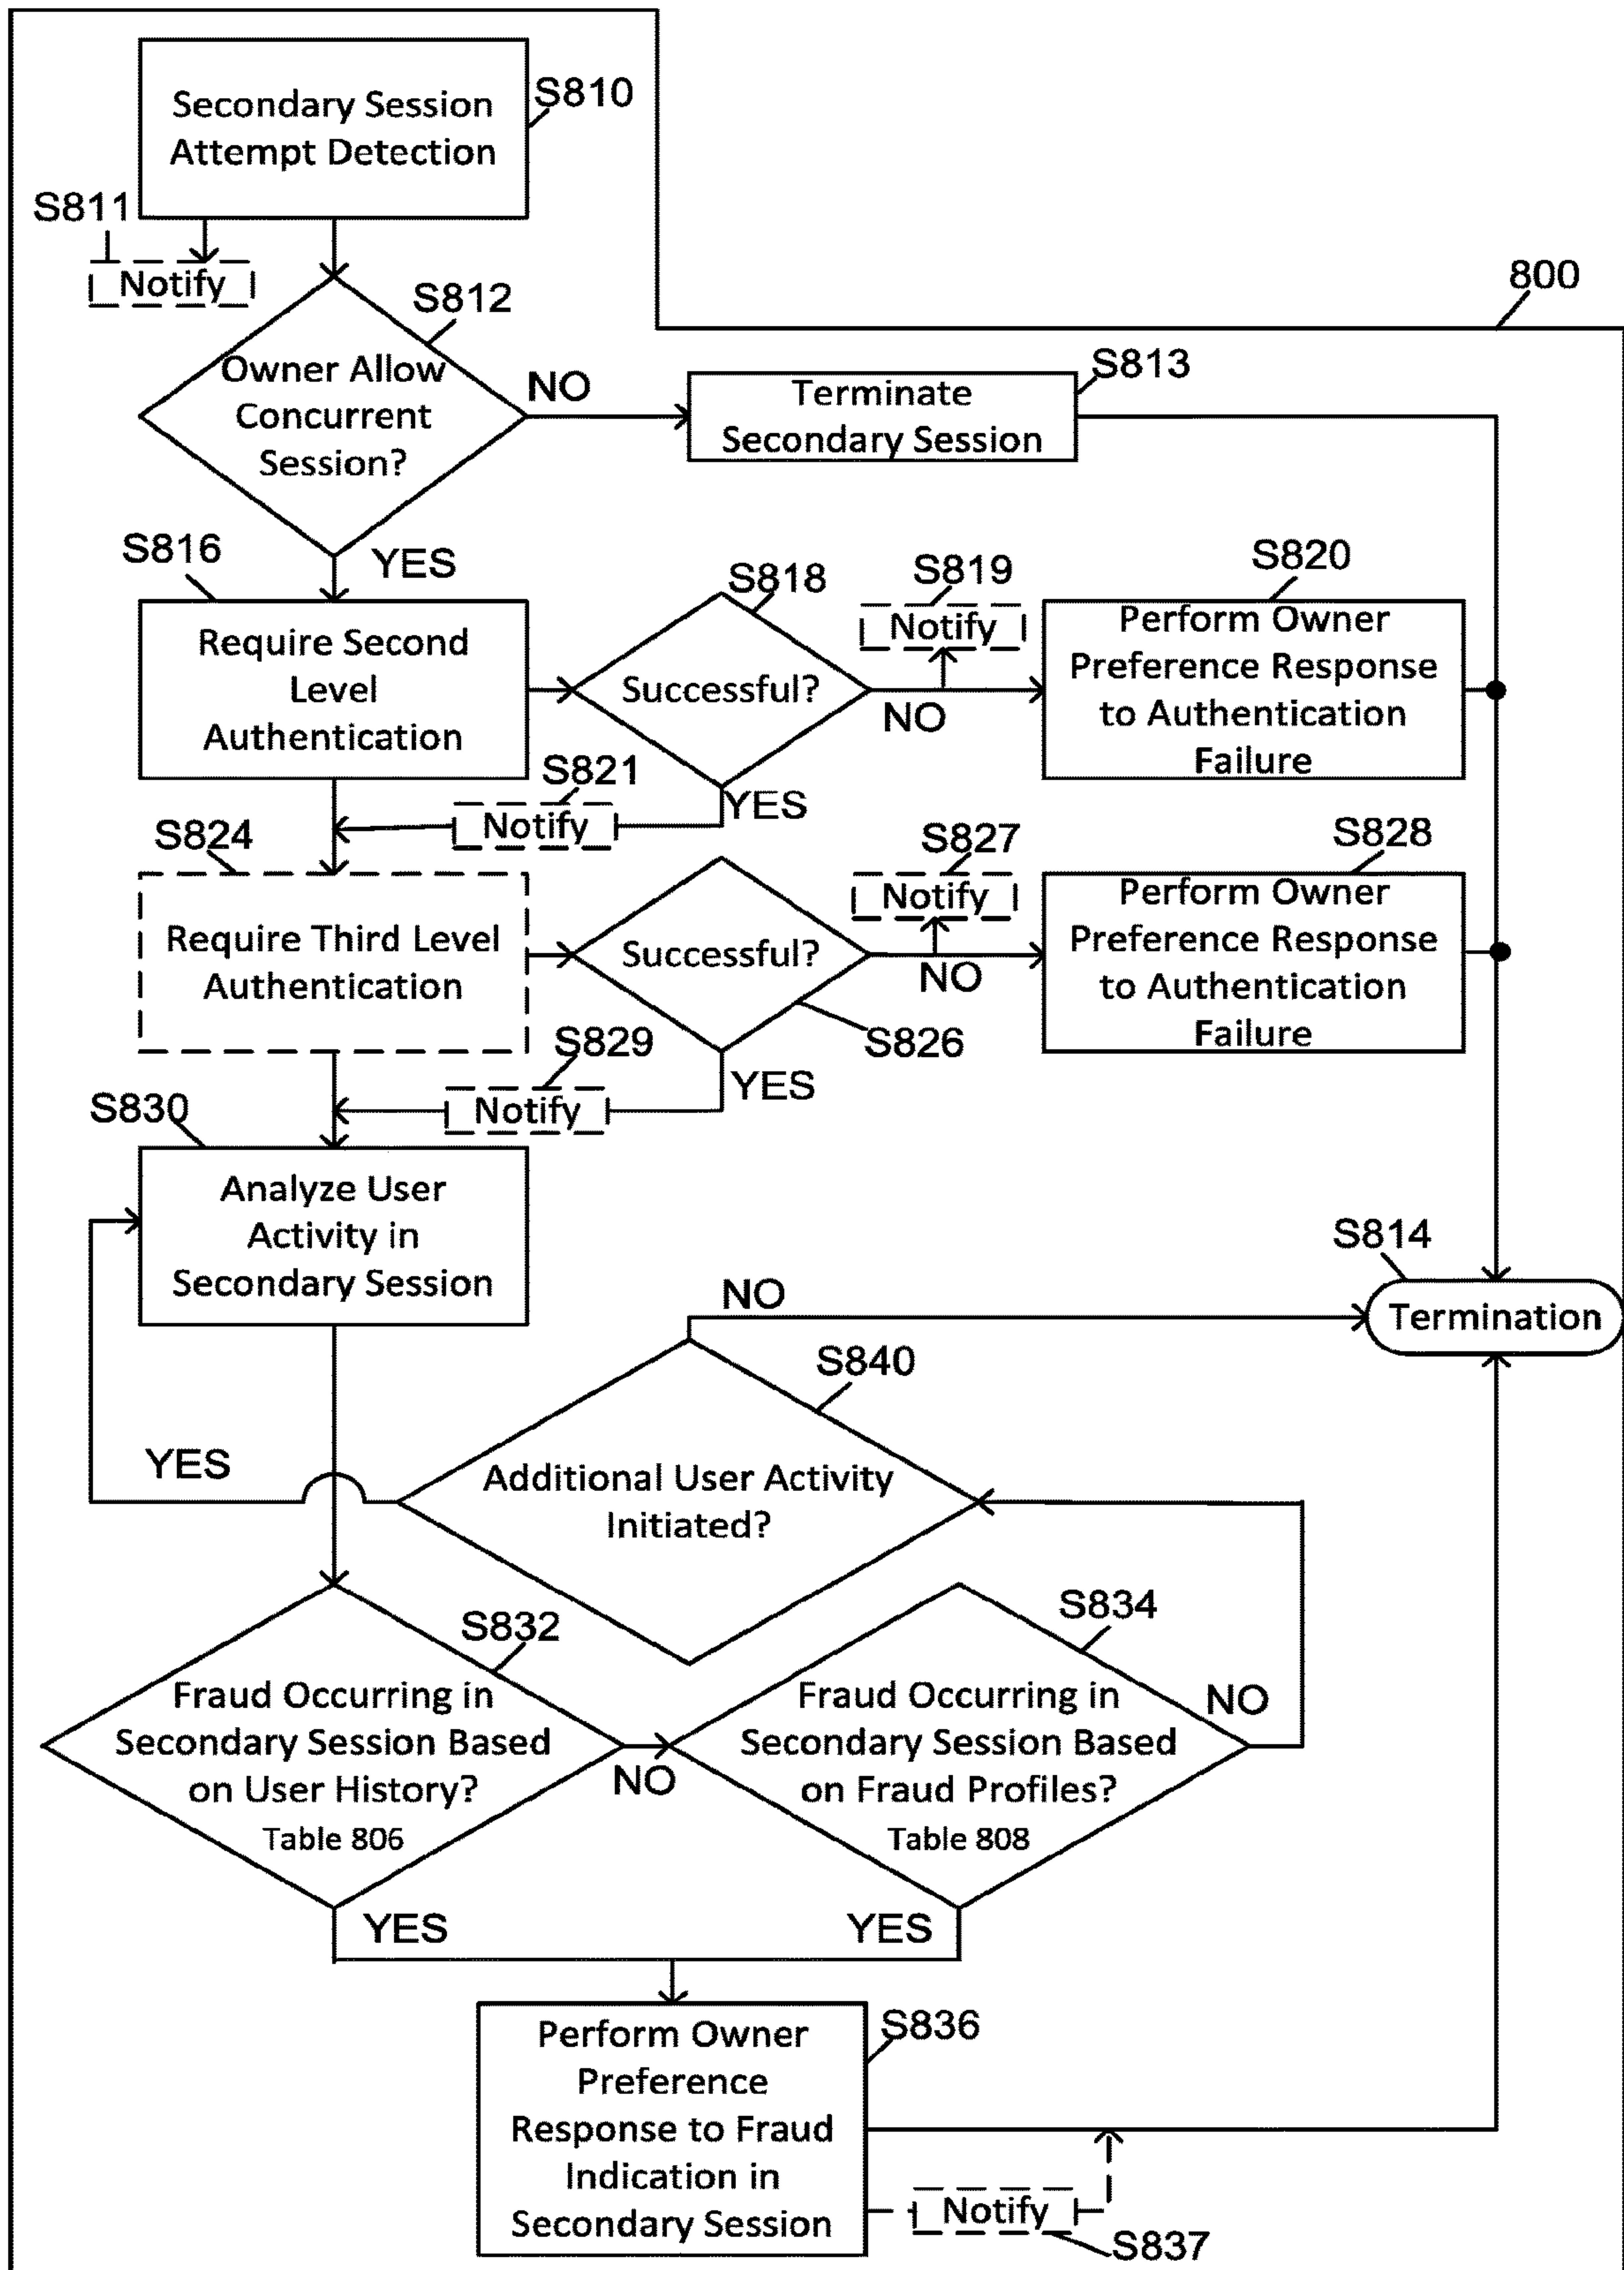 Secondary Session
Attempt Detection
S810
S811
Notify
800
S812
Owner Allow
Concurrent
Session?
NO
Terminate
Secondary Session
S813
YES
S816
Require Second
Level
Authentication
S818
Successful?
S819
Notify
NO
S820
Perform Owner
Preference Response
to Authentication
Failure
YES
S821
Notify
S824
Require Third Level
Authentication
Successful?
S826
S827
Notify
NO
S828
Perform Owner
Preference Response
to Authentication
Failure
YES
S829
Notify
S830
Analyze User
Activity in
Secondary Session
S814
Termination
NO
S840
Additional User Activity
Initiated?
YES
S832
Fraud Occurring in
Secondary Session Based
on User History?
Table 806
NO
S834
Fraud Occurring in
Secondary Session Based
on Fraud Profiles?
Table 808
NO
YES
YES
S836
Perform Owner
Preference
Response to Fraud
Indication in
Secondary Session
Notify
S837